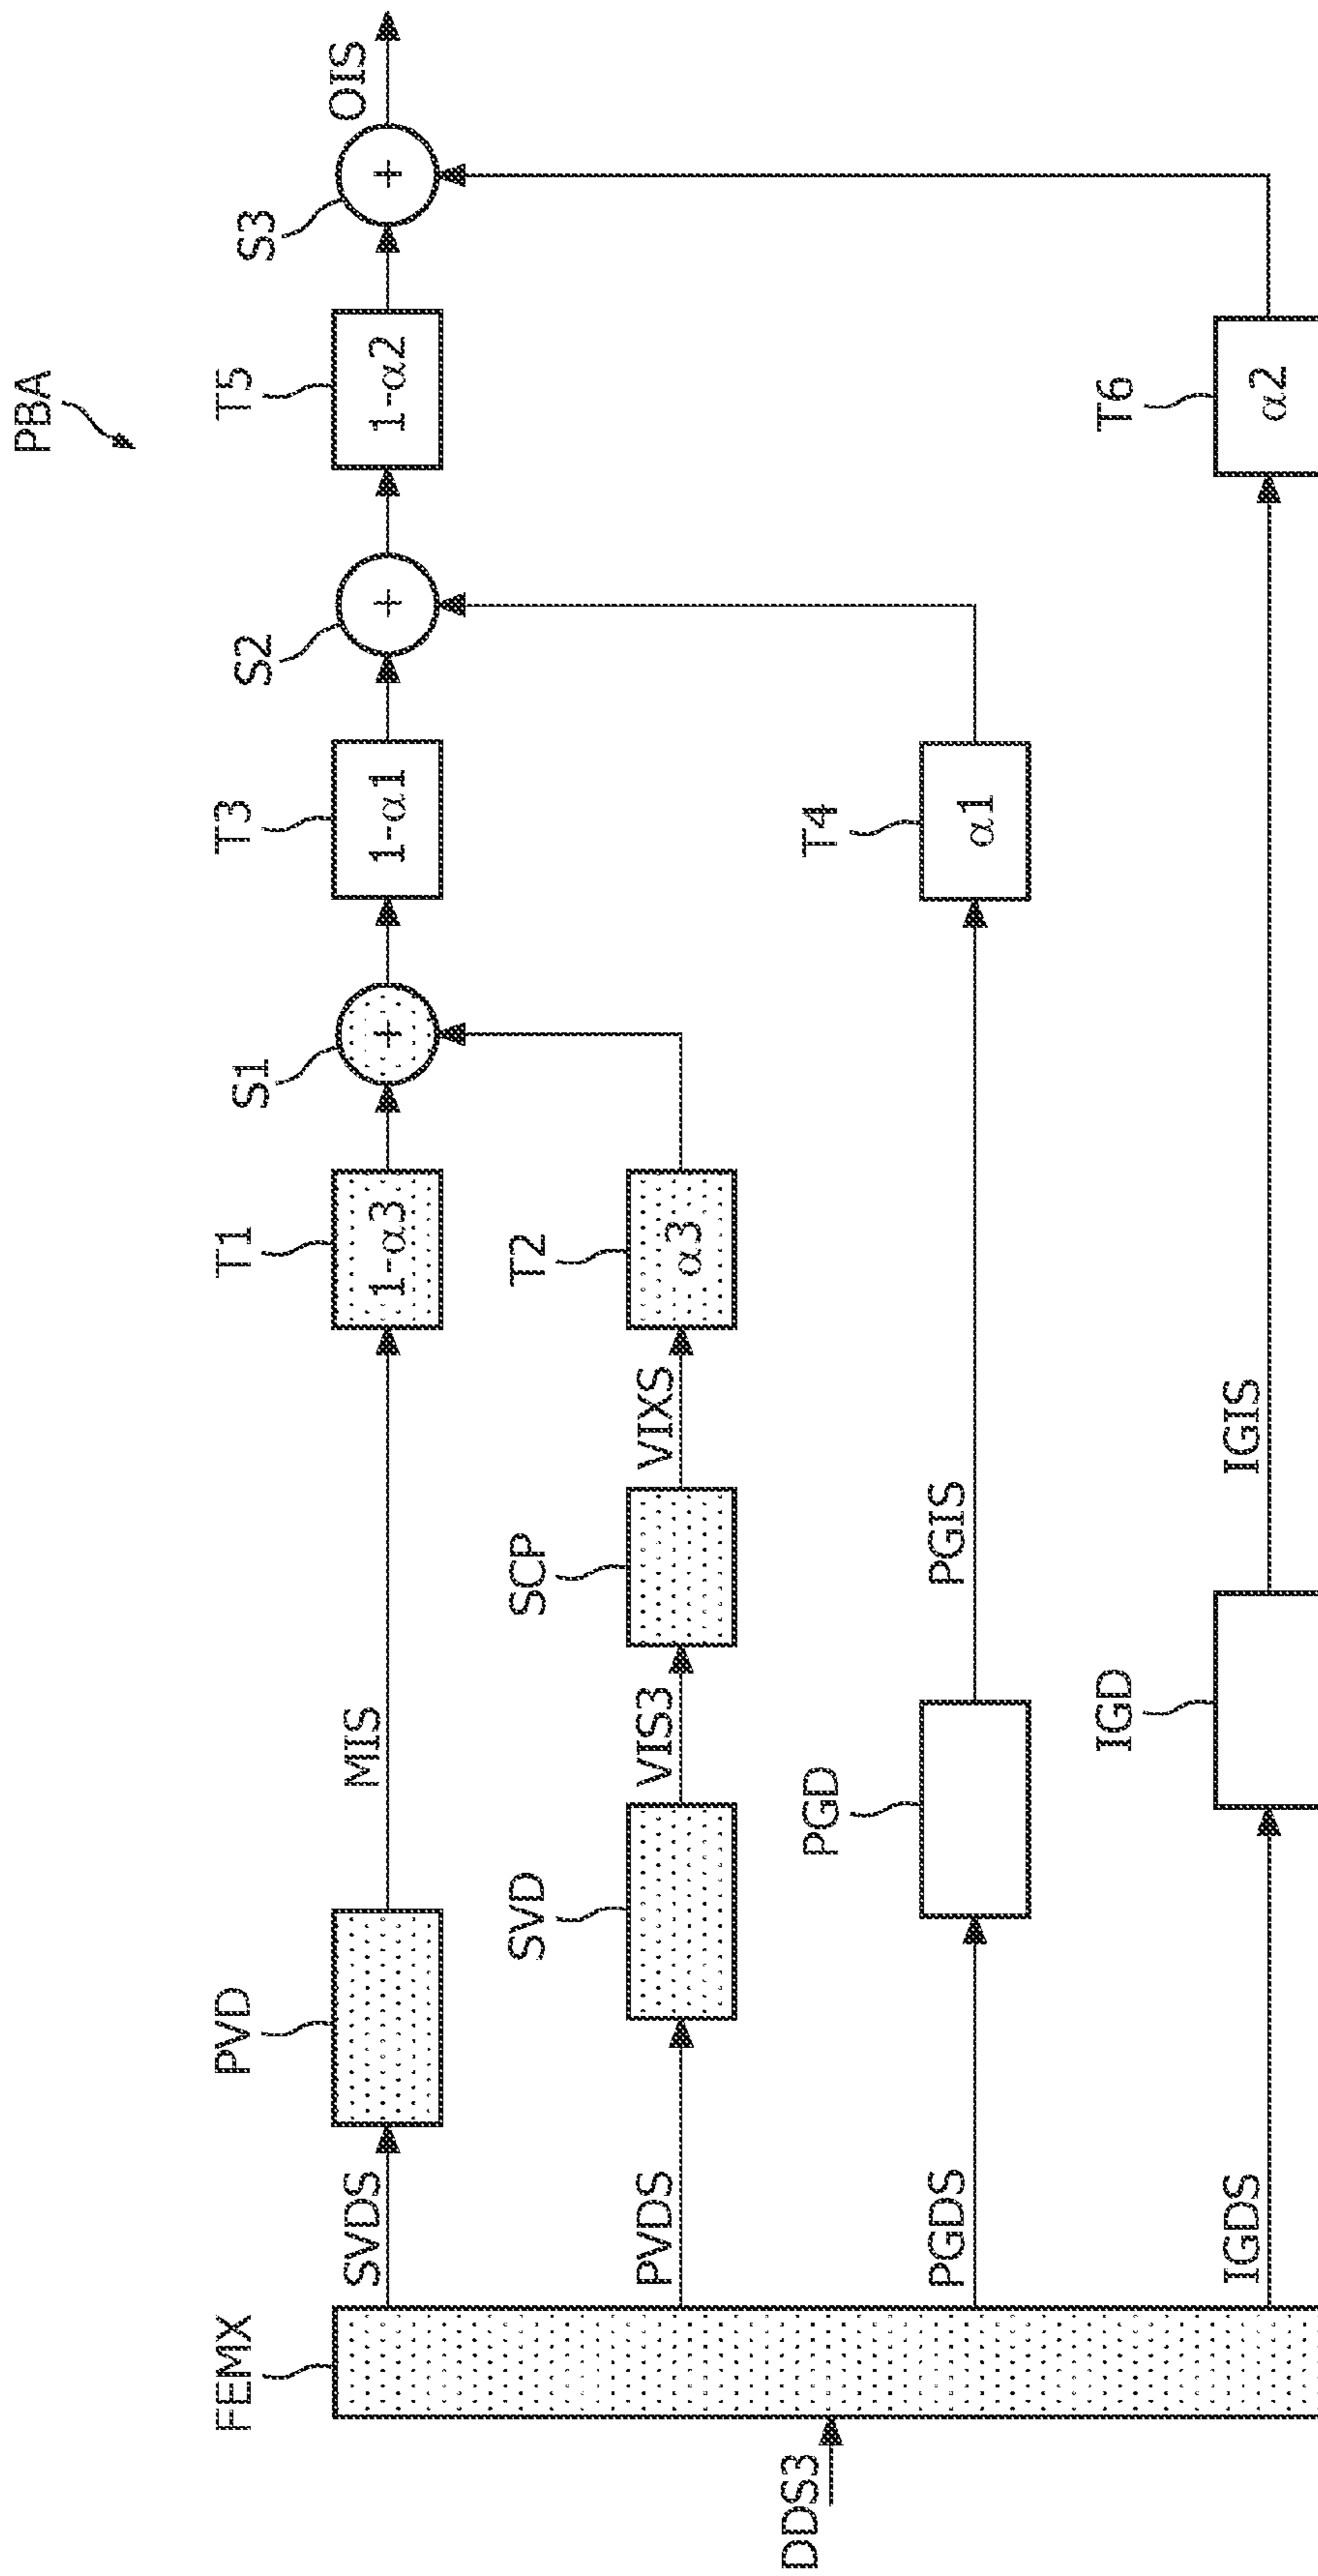 PBA
FEMX
PVD
T1
S1
T3
S2
T5
S3
SVDS
MIS
1-α3
+
1-α1
+
1-α2
+
OIS
SVD
SCP
T2
PVDS
VIS3
VIXS
α3
DDS3
PGD
T4
PGDS
PGIS
α1
IGD
T6
IGDS
IGIS
α2